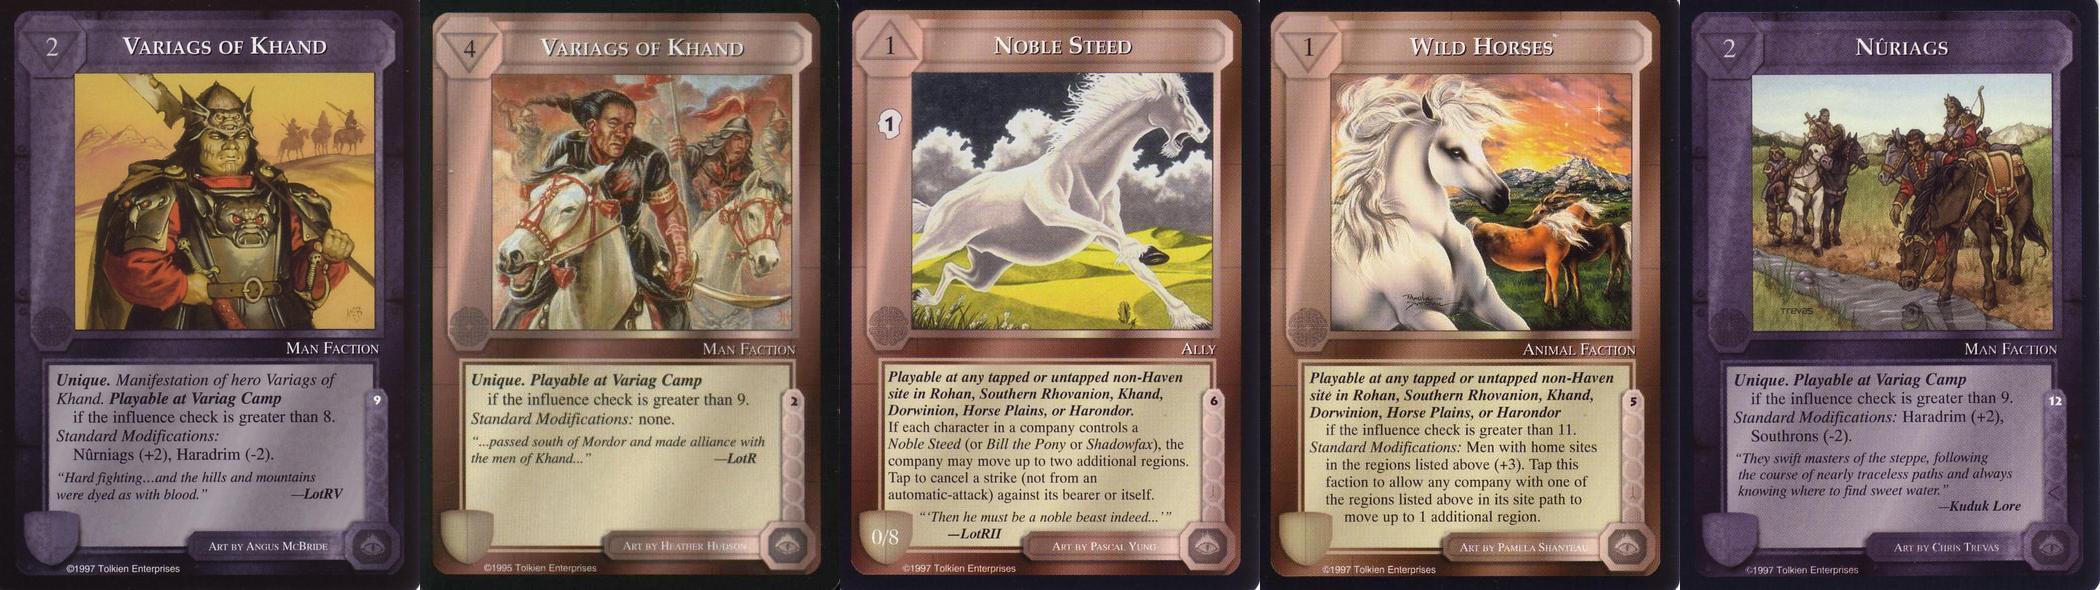 2
VARIAGS OF KHAND
MAN FACTION
Unique. Manifestation of hero Variags of
Khand. Playable at Variag Camp
if the influence check is greater than 8.
Standard Modifications:
Nûrniags (+2), Haradrim (-2).
“Hard fighting...and the hills and mountains
were dyed as with blood.” —LotRV
9
ART BY ANGUS MCBRIDE
©1997 Tolkien Enterprises
4
VARIAGS OF KHAND
MAN FACTION
Unique. Playable at Variag Camp
if the influence check is greater than 9.
Standard Modifications: none.
“...passed south of Mordor and made alliance with
the men of Khand...” —LotR
2
ART BY HEATHER HUDSON
©1995 Tolkien Enterprises
1
NOBLE STEED
1
ALLY
Playable at any tapped or untapped non-Haven
site in Rohan, Southern Rhovanion, Khand,
Dorwinion, Horse Plains, or Harondor.
If each character in a company controls a
Noble Steed (or Bill the Pony or Shadowfax), the
company may move up to two additional regions.
Tap to cancel a strike (not from an
automatic-attack) against its bearer or itself.
“‘Then he must be a noble beast indeed...’”
—LotRII
6
0/8
ART BY PASCAL YUNG
©1997 Tolkien Enterprises
1
WILD HORSES
ANIMAL FACTION
Playable at any tapped or untapped non-Haven
site in Rohan, Southern Rhovanion, Khand,
Dorwinion, Horse Plains, or Harondor
if the influence check is greater than 11.
Standard Modifications: Men with home sites
in the regions listed above (+3). Tap this
faction to allow any company with one of
the regions listed above in its site path to
move up to 1 additional region.
5
ART BY PAMELA SHANTEAU
©1997 Tolkien Enterprises
2
NÛRIAGS
TREVAS
MAN FACTION
Unique. Playable at Variag Camp
if the influence check is greater than 9.
Standard Modifications: Haradrim (+2),
Southrons (-2).
“They swift masters of the steppe, following
the course of nearly traceless paths and always
knowing where to find sweet water.”
—Kuduk Lore
12
ART BY CHRIS TREVAS
©1997 Tolkien Enterprises